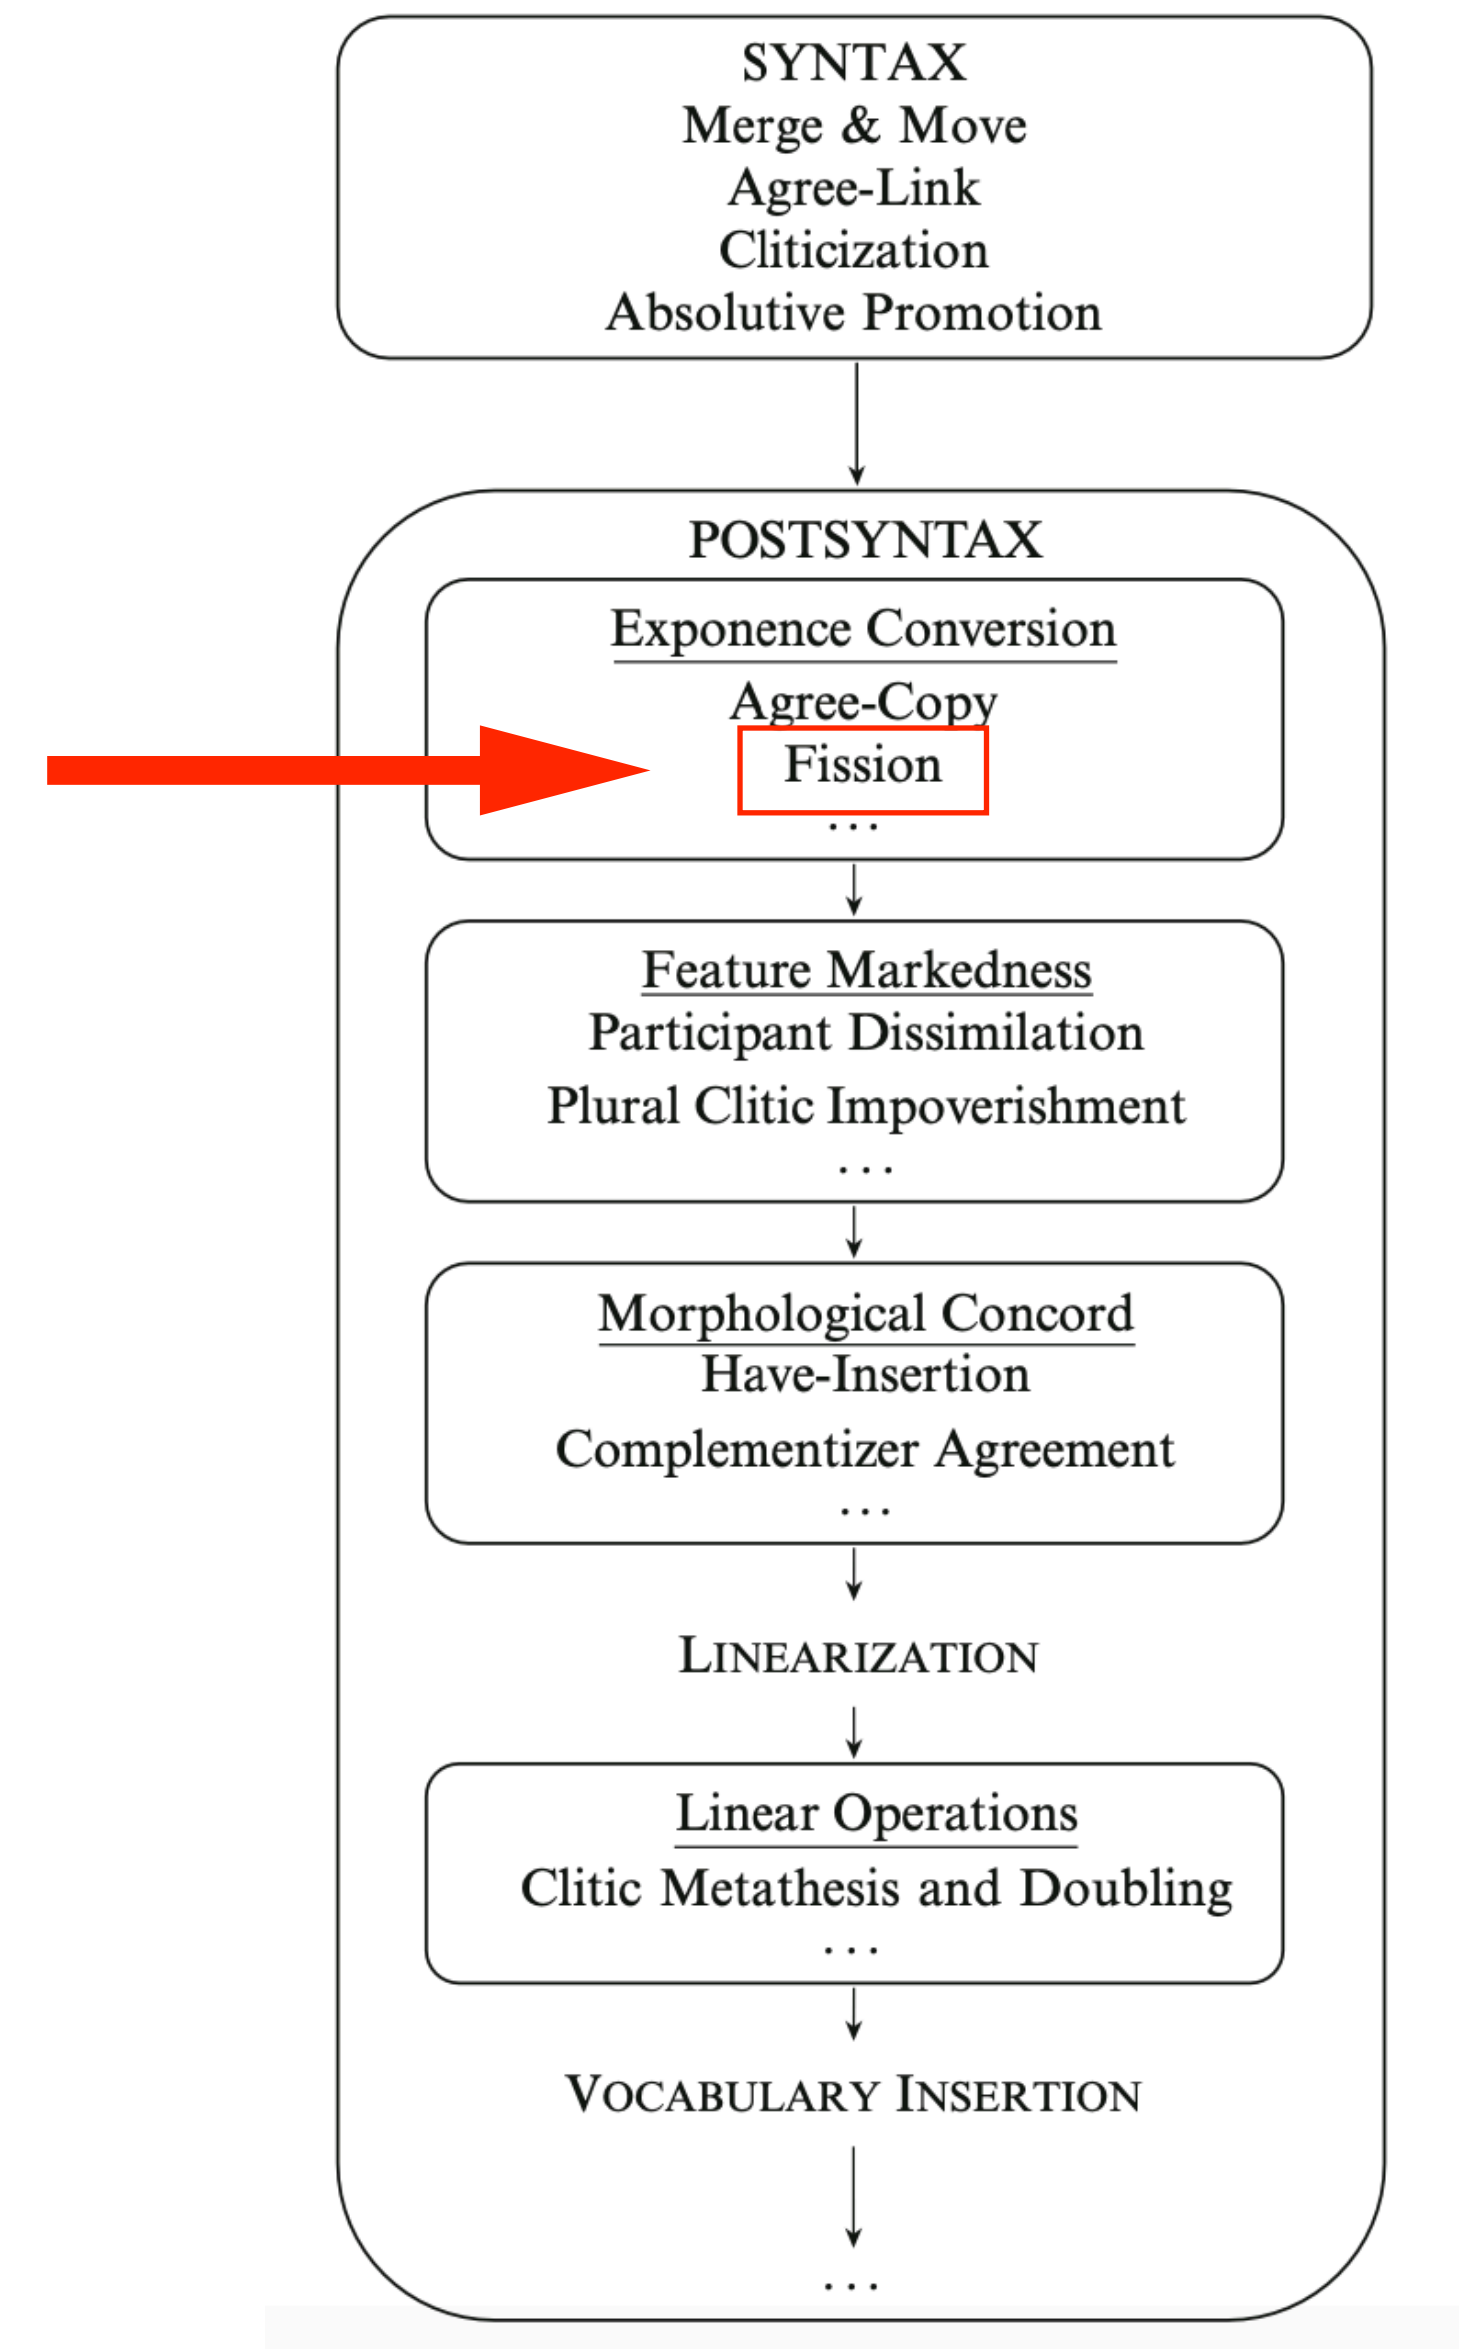 SYNTAX
Merge & Move
Agree-Link
Cliticization
Absolutive Promotion
POSTSYNTAX
Exponence Conversion
Agree-Copy
Fission
...
Feature Markedness
Participant Dissimilation
Plural Clitic Impoverishment
...
Morphological Concord
Have-Insertion
Complementizer Agreement
...
LINEARIZATION
Linear Operations
Clitic Metathesis and Doubling
...
VOCABULARY INSERTION
...